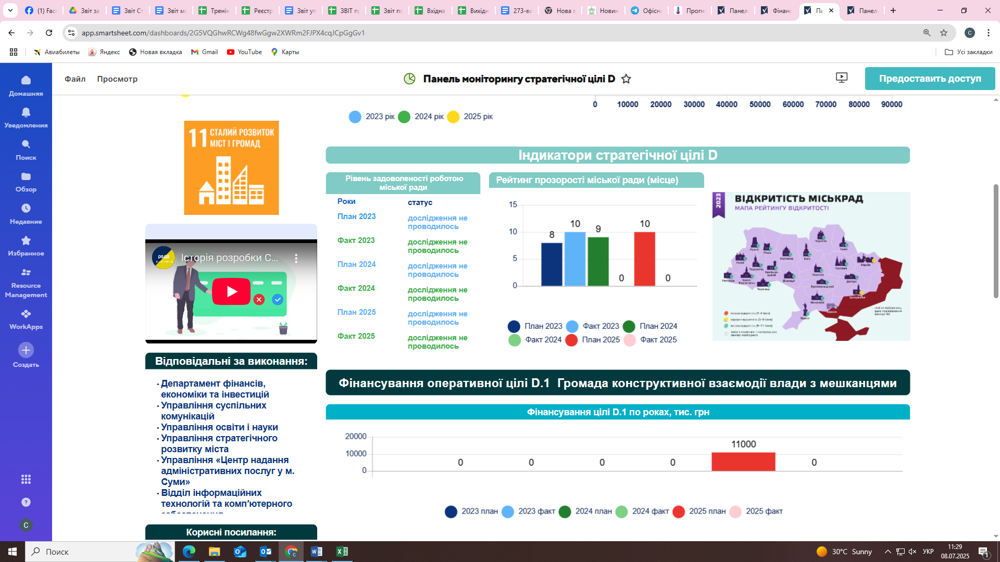 (1) Fac
Звіт за
Звіт Ст
Звіт мо
Тренін
Реєстр
Звіт уп
ЗВІТ п
Звіт по
Вхідна
Вихідн
273-ви
Нова в
Новин
Офісн
Прогн
Панел
Фінанс
Па
Панел
app.smartsheet.com/dashboards/2G5VQGhwRCWg48fwGgw2XWRm2FJPX4cqJCpGgGv1
C
Авиабилеты
Яндекс
Новая вкладка
Gmail
YouTube
Карты
Усі закладки
Файл
Просмотр
Панель моніторингу стратегічної цілі D
Предоставить доступ
Домашняя
Уведомления
Поиск
Обзор
Недавние
Избранное
Resource
Management
WorkApps
Создать
C
0 10000 20000 30000 40000 50000 60000 70000 80000 90000
2023 рік 2024 рік 2025 рік
11 СТАЛИЙ РОЗВИТОК
МІСТ І ГРОМАД
рада
Історія розробки С...
Відповідальні за виконання:
· Департамент фінансів,
економіки та інвестицій
· Управління суспільних
комунікацій
· Управління освіти і науки
· Управління стратегічного
розвитку міста
· Управління «Центр надання
адміністративних послуг у м.
Суми»
· Відділ інформаційних
технологій та комп'ютерного
Корисні посилання:
Індикатори стратегічної цілі D
Рівень задоволеності роботою
міської ради
Роки статус
План 2023 дослідження не
проводилось
Факт 2023 дослідження не
проводилось
План 2024 дослідження не
проводилось
Факт 2024 дослідження не
проводилось
План 2025 дослідження не
проводилось
Факт 2025 дослідження не
проводилось
Рейтинг прозорості міської ради (місце)
15
10
5
0
8 10 9 0 10 0
План 2023 Факт 2023 План 2024
Факт 2024 План 2025 Факт 2025
2023
ВІДКРИТІСТЬ МІСЬКРАД
МАПА РЕЙТИНГУ ВІДКРИТОСТІ
Фінансування оперативної цілі D.1 Громада конструктивної взаємодії влади з мешканцями
Фінансування цілі D.1 по роках, тис. грн
20000
10000
0
0 0 0 0 11000 0
2023 план 2023 факт 2024 план 2024 факт 2025 план 2025 факт
Поиск
30°C Sunny
УКР
11:29
08.07.2025
1